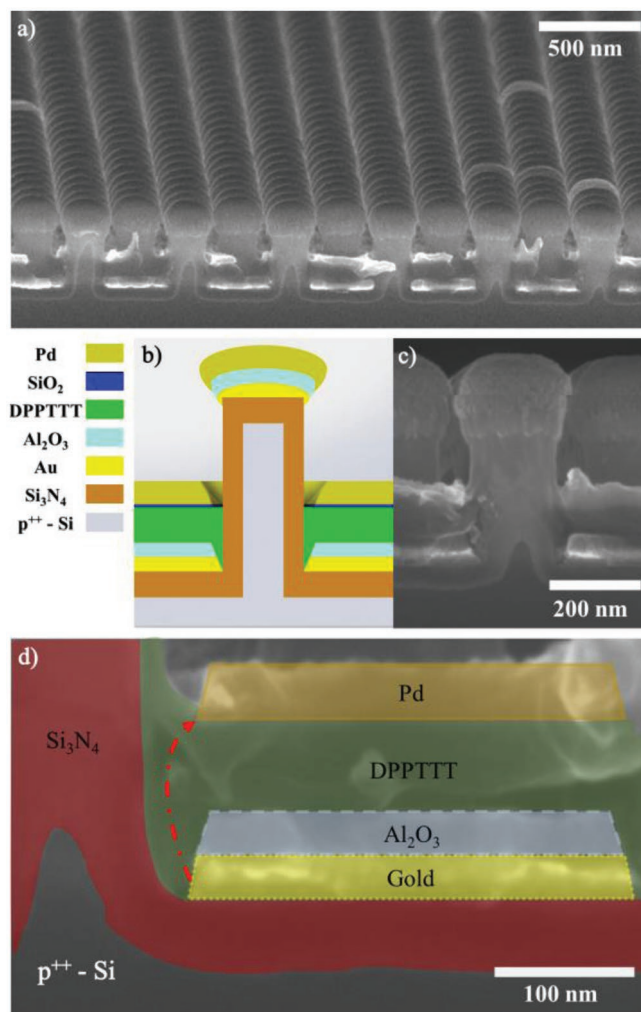 a)
500 nm
Pd
SiO₂
DPPTTT
Al₂O₃
Au
Si₃N₄
p⁺⁺ - Si
b)
c)
200 nm
d)
Si₃N₄
Pd
DPPTTT
Al₂O₃
Gold
p⁺⁺ - Si
100 nm